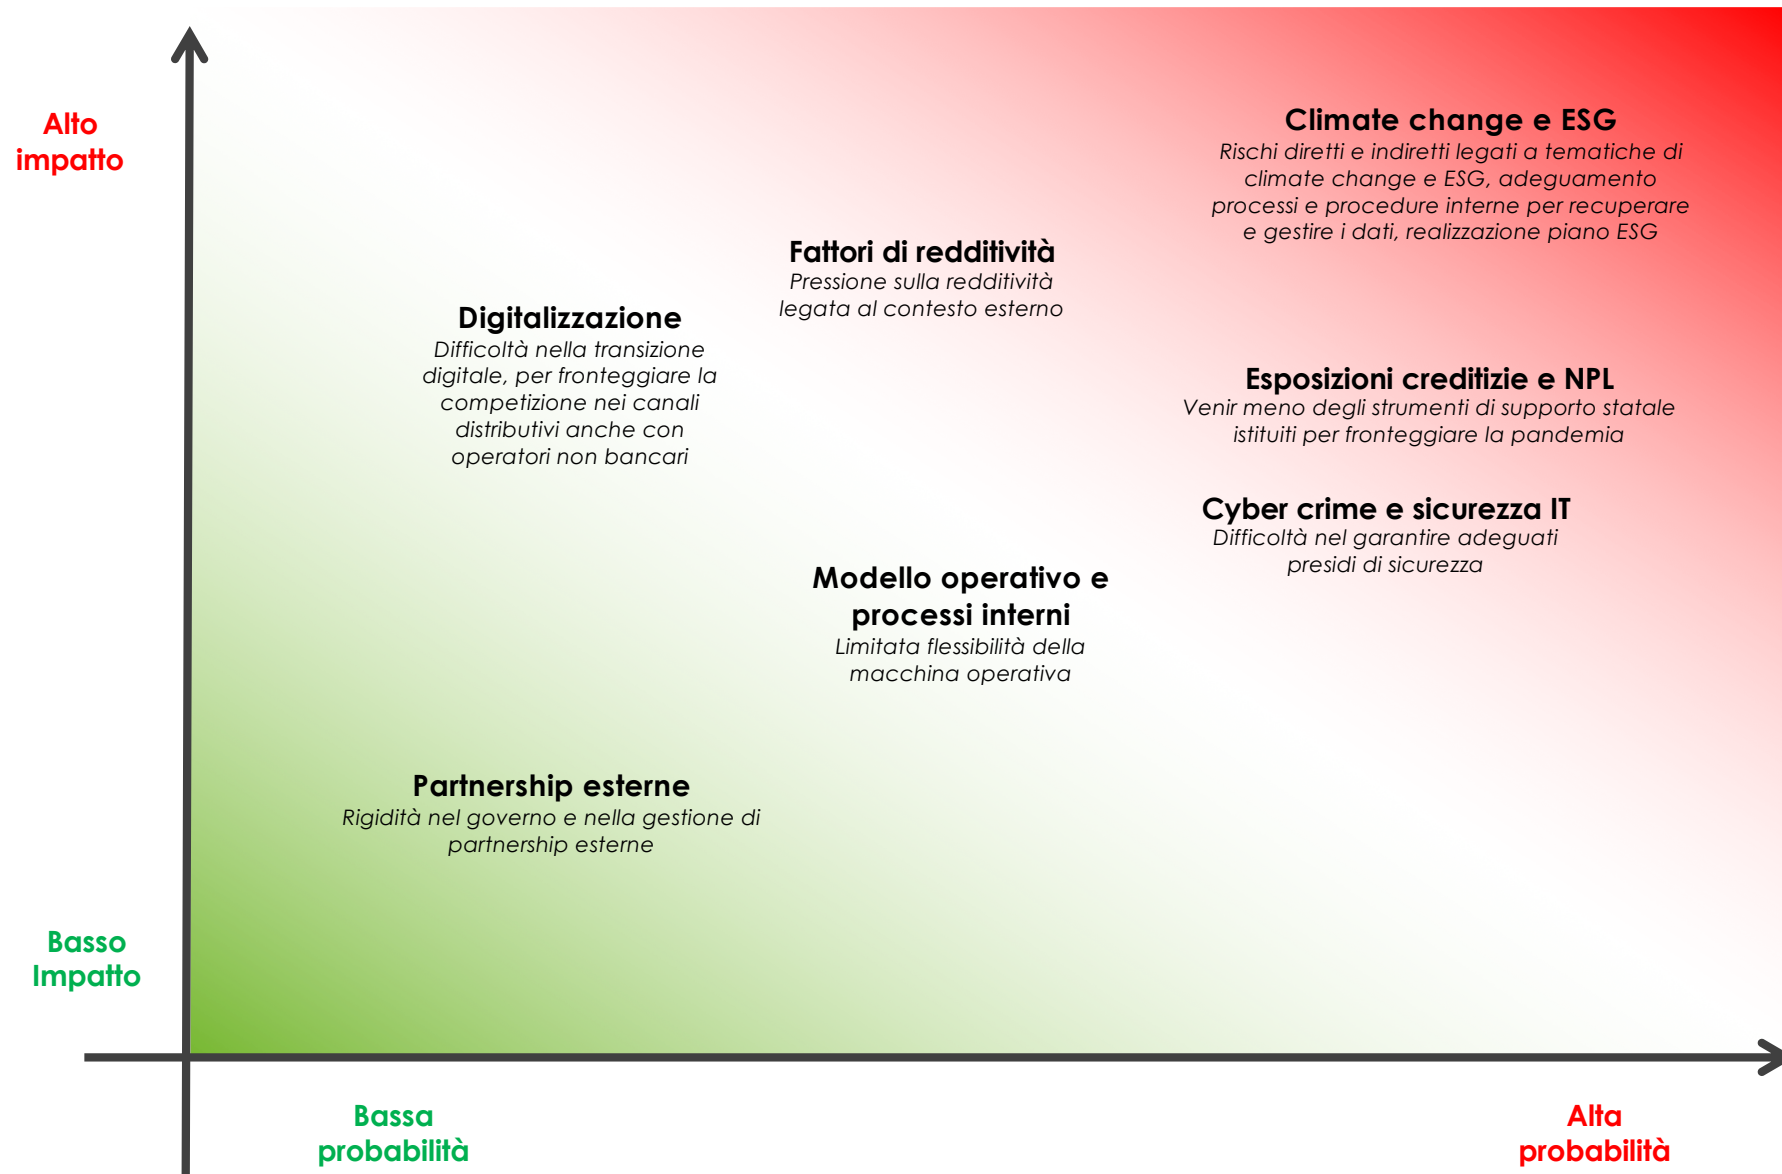 Alto
impatto
Climate change e ESG
Rischi diretti e indiretti legati a tematiche di
climate change e ESG, adeguamento
processi e procedure interne per recuperare
e gestire i dati, realizzazione piano ESG
Fattori di redditività
Pressione sulla redditività
legata al contesto esterno
Digitalizzazione
Difficoltà nella transizione
digitale, per fronteggiare la
competizione nei canali
distributivi anche con
operatori non bancari
Esposizioni creditizie e NPL
Venir meno degli strumenti di supporto statale
istituiti per fronteggiare la pandemia
Cyber crime e sicurezza IT
Difficoltà nel garantire adeguati
presidi di sicurezza
Modello operativo e
processi interni
Limitata flessibilità della
macchina operativa
Partnership esterne
Rigidità nel governo e nella gestione di
partnership esterne
Basso
Impatto
Bassa
probabilità
Alta
probabilità